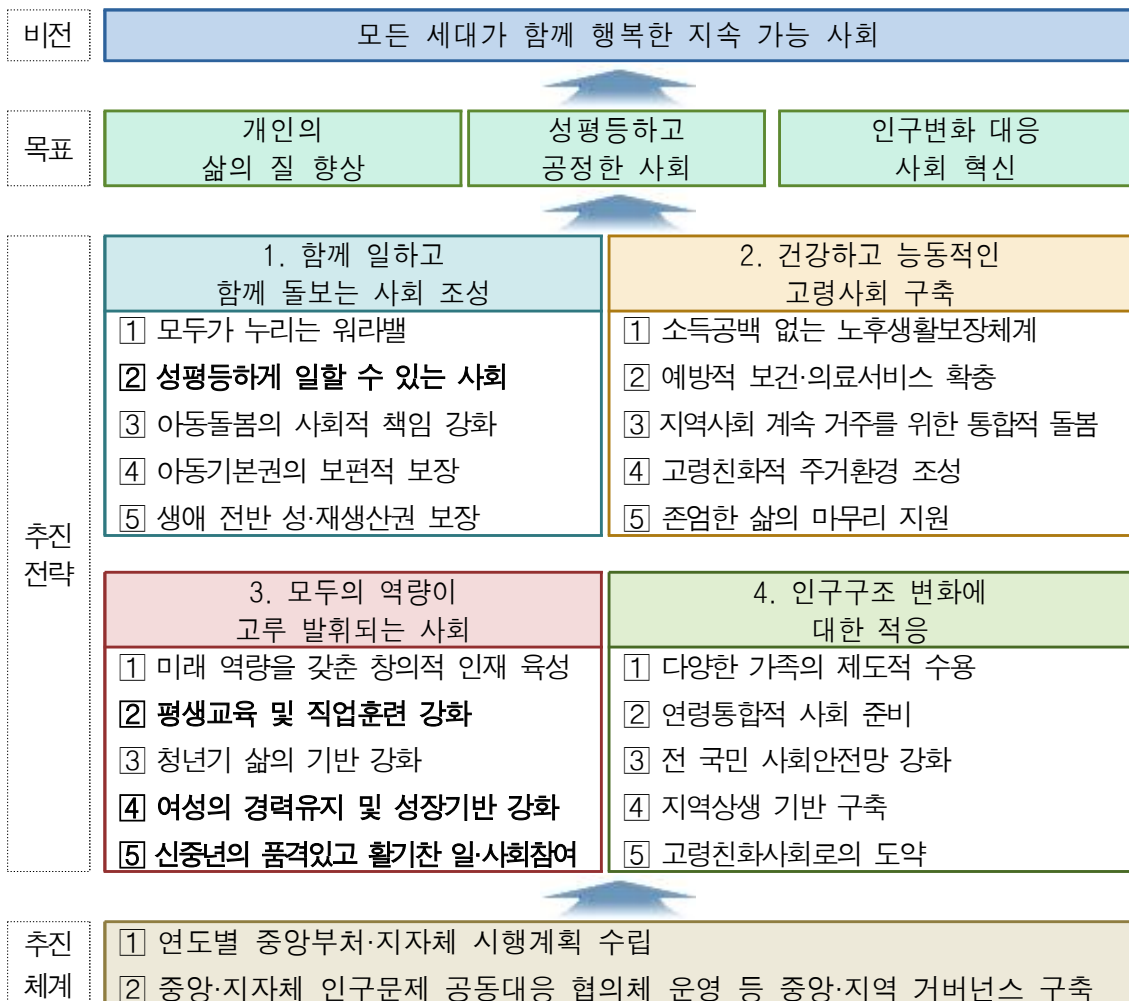 비전
모든 세대가 함께 행복한 지속 가능 사회
목표
개인의
삶의 질 향상
성평등하고
공정한 사회
인구변화 대응
사회 혁신
추진
전략
1. 함께 일하고
함께 돌보는 사회 조성
1 모두가 누리는 워라밸
2 성평등하게 일할 수 있는 사회
3 아동돌봄의 사회적 책임 강화
4 아동기본권의 보편적 보장
5 생애 전반 성·재생산권 보장
2. 건강하고 능동적인
고령사회 구축
1 소득공백 없는 노후생활보장체계
2 예방적 보건·의료서비스 확충
3 지역사회 계속 거주를 위한 통합적 돌봄
4 고령친화적 주거환경 조성
5 존엄한 삶의 마무리 지원
3. 모두의 역량이
고루 발휘되는 사회
1 미래 역량을 갖춘 창의적 인재 육성
2 평생교육 및 직업훈련 강화
3 청년기 삶의 기반 강화
4 여성의 경력유지 및 성장기반 강화
5 신중년의 품격있고 활기찬 일·사회참여
4. 인구구조 변화에
대한 적응
1 다양한 가족의 제도적 수용
2 연령통합적 사회 준비
3 전 국민 사회안전망 강화
4 지역상생 기반 구축
5 고령친화사회로의 도약
추진
체계
1 연도별 중앙부처·지자체 시행계획 수립
2 중앙·지자체 인구문제 공동대응 협의체 운영 등 중앙·지역 거버넌스 구축